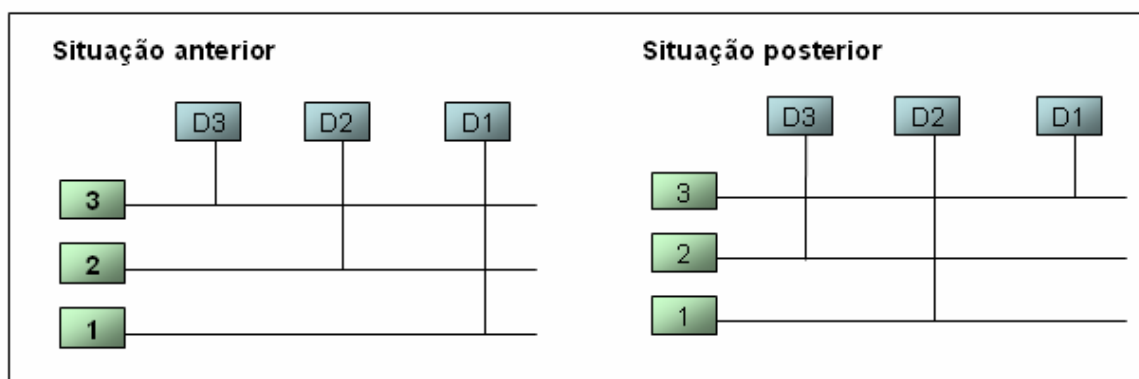 Situação anterior
D3 D2 D1
3
2
1
Situação posterior
D3 D2 D1
3
2
1